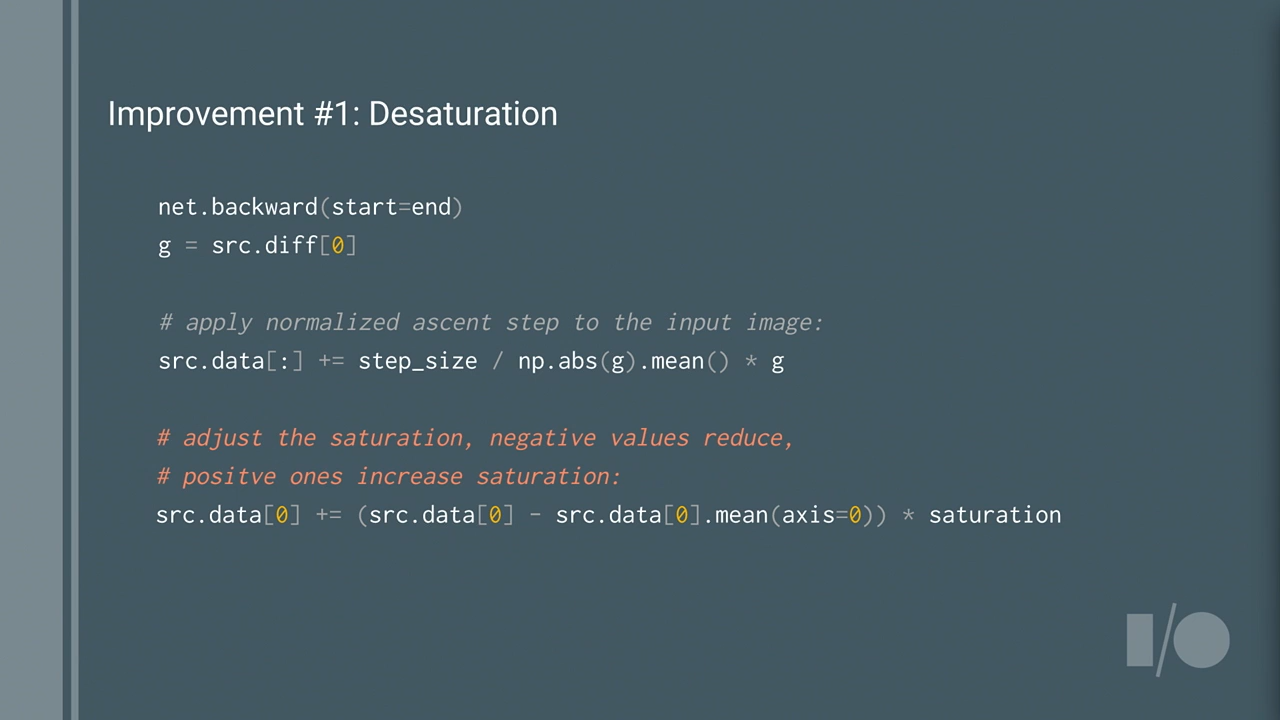 Improvement #1: Desaturation
net.backward(start=end)
g = src.diff[0]
# apply normalized ascent step to the input image:
src.data[:] += step_size / np.abs(g).mean() * g
# adjust the saturation, negative values reduce,
# positve ones increase saturation:
src.data[0] += (src.data[0] - src.data[0].mean(axis=0)) * saturation
I/O